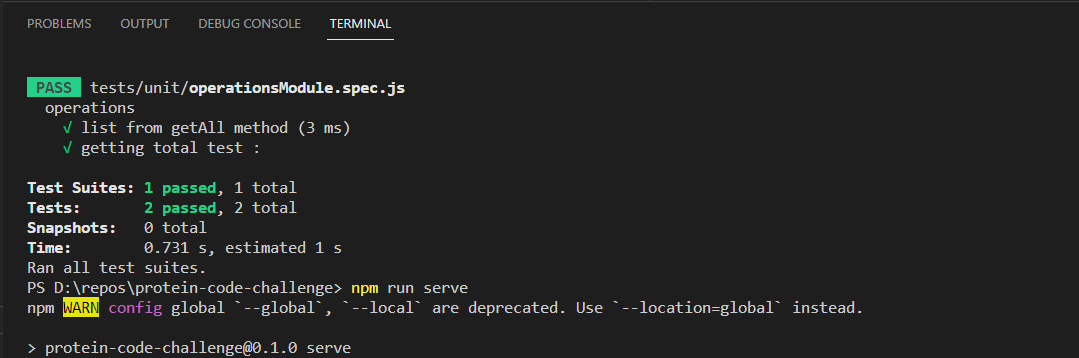 PROBLEMS OUTPUT DEBUG CONSOLE TERMINAL
PASS tests/unit/operationsModule.spec.js
operations
√ list from getAll method (3 ms)
√ getting total test :
Test Suites: 1 passed, 1 total
Tests: 2 passed, 2 total
Snapshots: 0 total
Time: 0.731 s, estimated 1 s
Ran all test suites.
PS D:\repos\protein-code-challenge> npm run serve
npm WARN config global `--global`, `--local` are deprecated. Use `--location=global` instead.
> protein-code-challenge@0.1.0 serve